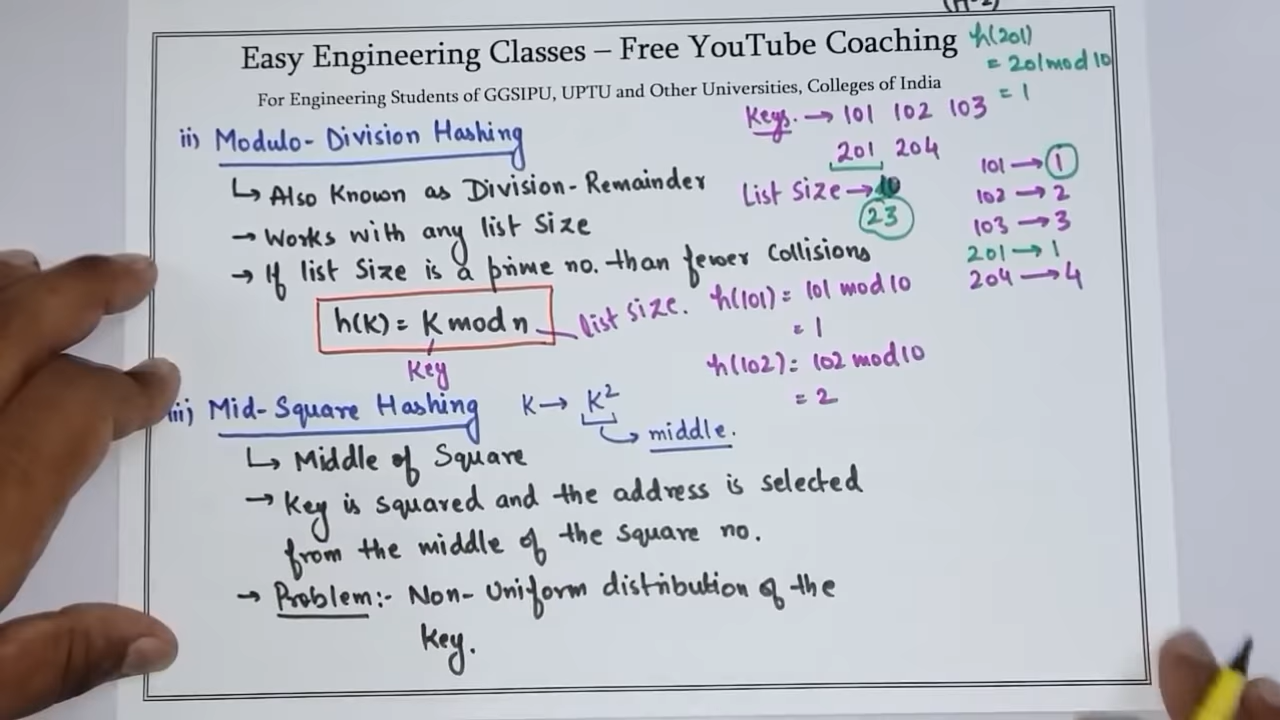 Easy Engineering Classes – Free YouTube Coaching
For Engineering Students of GGSIPU, UPTU and Other Universities, Colleges of India
h(201)
= 201 mod 10
= 1
ii) Modulo-Division Hashing
↳ Also Known as Division-Remainder
→ Works with any list Size
→ If list Size is a prime no. than fewer Collisions
h(K) = K mod n
list size.
Key
Keys. → 101 102 103
201 204
List Size → 10
23
h(101) = 101 mod 10
= 1
h(102) = 102 mod 10
= 2
101 → 1
102 → 2
103 → 3
201 → 1
204 → 4
iii) Mid-Square Hashing K → K²
middle.
↳ Middle of Square
→ Key is squared and the address is selected
from the middle of the square no.
→ Problem:- Non-Uniform distribution of the
Key.